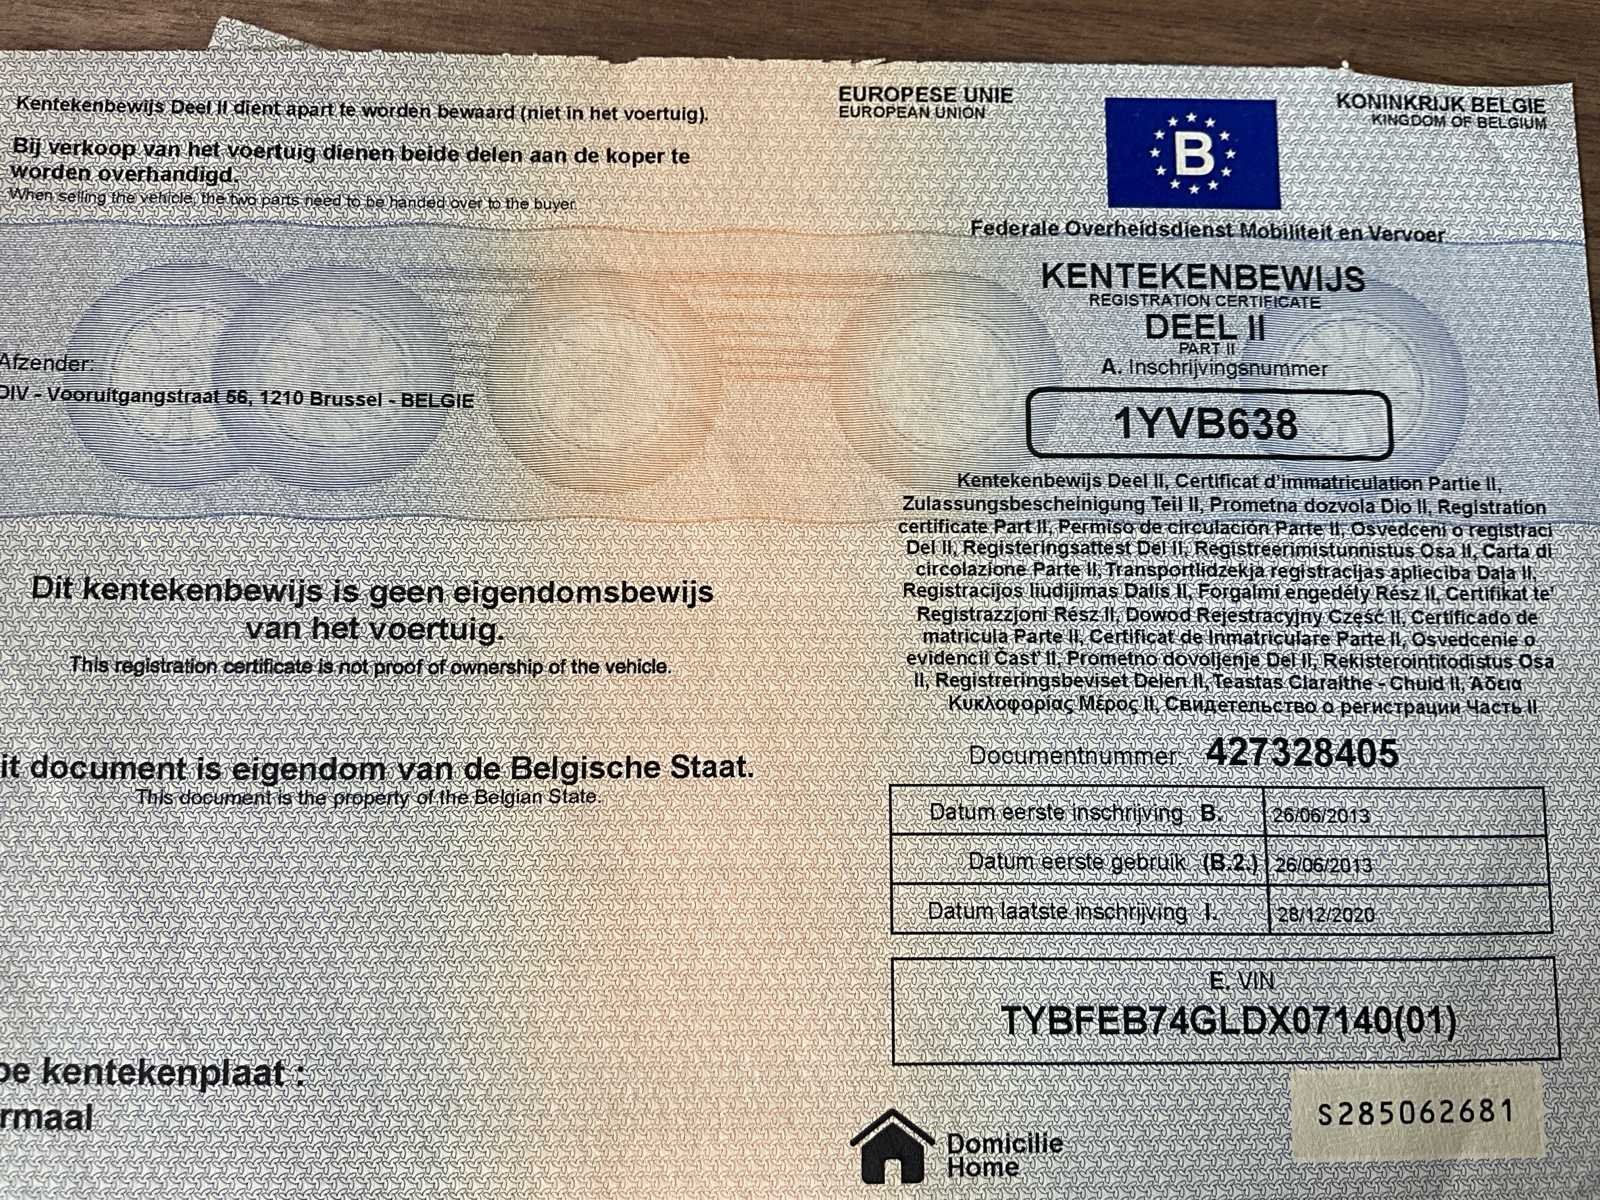 Kentekenbewijs Deel II dient apart te worden bewaard (niet in het voertuig).
Bij verkoop van het voertuig dienen beide delen aan de koper te
worden overhandigd.
When selling the vehicle, the two parts need to be handed over to the buyer.
Afzender:
DIV - Vooruitgangstraat 56, 1210 Brussel - BELGIE
Dit kentekenbewijs is geen eigendomsbewijs
van het voertuig.
This registration certificate is not proof of ownership of the vehicle.
it document is eigendom van de Belgische Staat.
This document is the property of the Belgian State.
pe kentekenplaat :
rmaal
EUROPESE UNIE
EUROPEAN UNION
B
KONINKRIJK BELGIE
KINGDOM OF BELGIUM
Federale Overheidsdienst Mobiliteit en Vervoer
KENTEKENBEWIJS
REGISTRATION CERTIFICATE
DEEL II
PART II
A. Inschrijvingsnummer
1YVB638
Kentekenbewijs Deel II, Certificat d'immatriculation Partie II,
Zulassungsbescheinigung Teil II, Prometna dozvola Dio II, Registration
certificate Part II, Permiso de circulación Parte II, Osvedceni o registraci
Del II, Registeringsattest Del II, Registreerimistunnistus Osa II, Carta di
circolazione Parte II, Transportlidzekja registracijas aplieciba Daļa II,
Registracijos liudijimas Dalis II, Forgalmi engedély Rész II, Certifikat te'
Registrazzjoni Rész II, Dowod Rejestracyjny Część II, Certificado de
matricula Parte II, Certificat de Inmatriculare Parte II, Osvedcenie o
evidencii Časť II, Prometno dovoljenje Del II, Rekisterointitodistus Osa
II, Registreringsbeviset Delen II, Teastas Claraithe - Chuid II, Άδεια
Κυκλοφορίας Μέρος II, Свидетельство о регистрации Часть II
Documentnummer: 427328405
Datum eerste inschrijving B. 26/06/2013
Datum eerste gebruik (B.2.) 26/06/2013
Datum laatste inschrijving I. 28/12/2020
E. VIN
TYBFEB74GLDX07140(01)
S285062681
Domicilie
Home